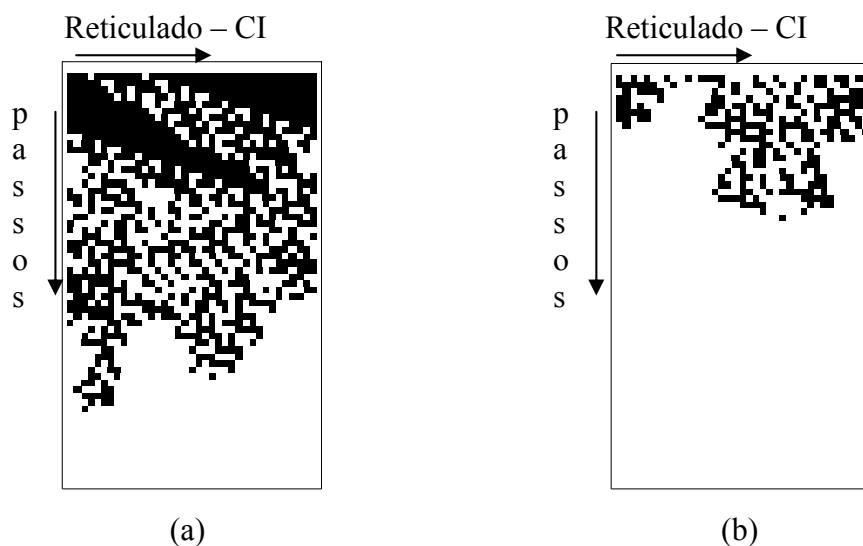 Reticulado – CI
p
a
s
s
o
s
(a)
Reticulado – CI
p
a
s
s
o
s
(b)